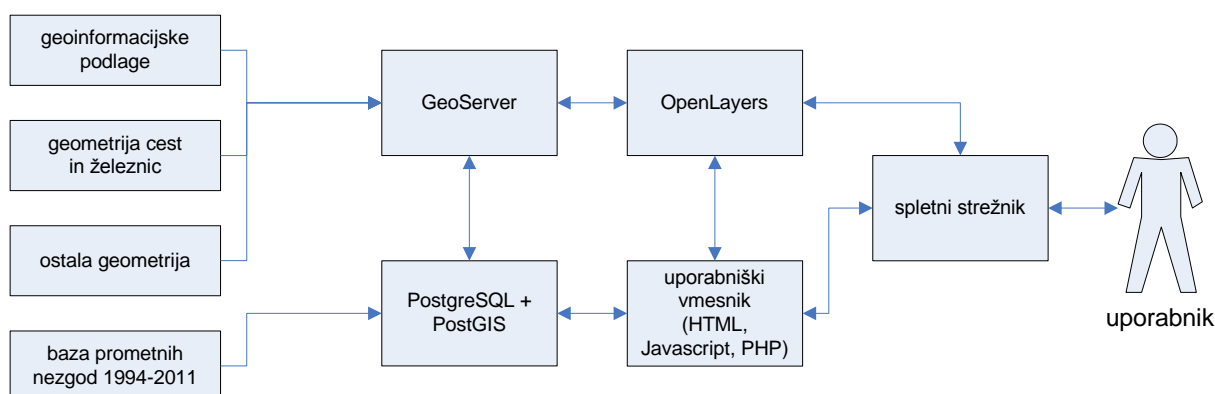 geoinformacijske
podlage
geometrija cest
in železnic
ostala geometrija
baza prometnih
nezgod 1994-2011
GeoServer
PostgreSQL +
PostGIS
OpenLayers
uporabniški
vmesnik
(HTML,
Javascript, PHP)
spletni strežnik
uporabnik